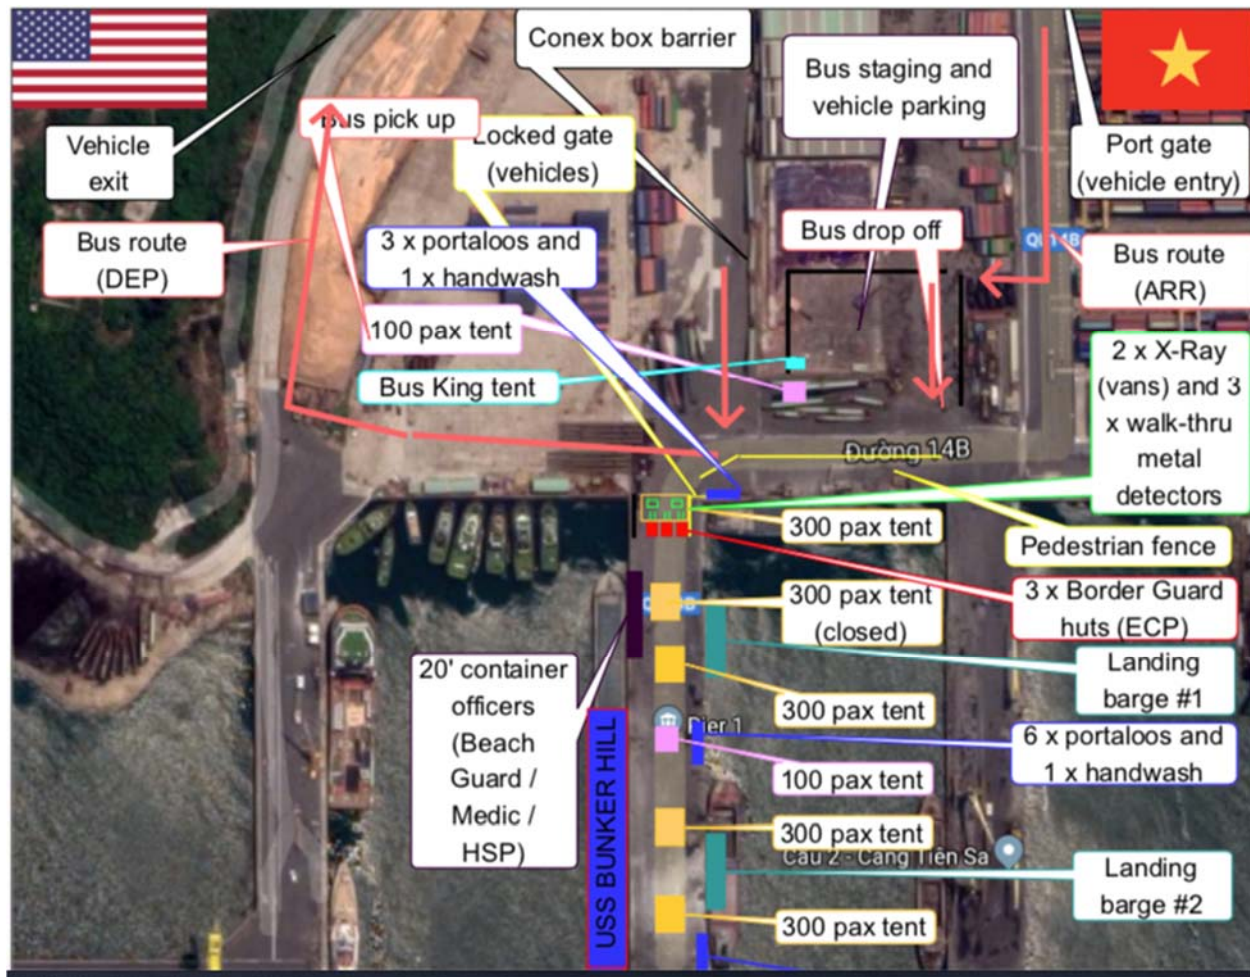 Conex box barrier
Bus staging and
vehicle parking
Bus pick up
Locked gate
(vehicles)
Vehicle
exit
Port gate
(vehicle entry)
Bus route
(DEP)
3 x portaloos and
1 x handwash
Bus drop off
Bus route
(ARR)
100 pax tent
Bus King tent
2 x X-Ray
(vans) and 3
x walk-thru
metal
detectors
Đường 14B
300 pax tent
Pedestrian fence
300 pax tent
(closed)
3 x Border Guard
huts (ECP)
20' container
officers
(Beach
Guard /
Medic /
HSP)
Landing
barge #1
300 pax tent
Pier 1
6 x portaloos and
1 x handwash
100 pax tent
USS BUNKER HILL
300 pax tent
Cầu 2 - Cảng Tiên Sa
Landing
barge #2
300 pax tent